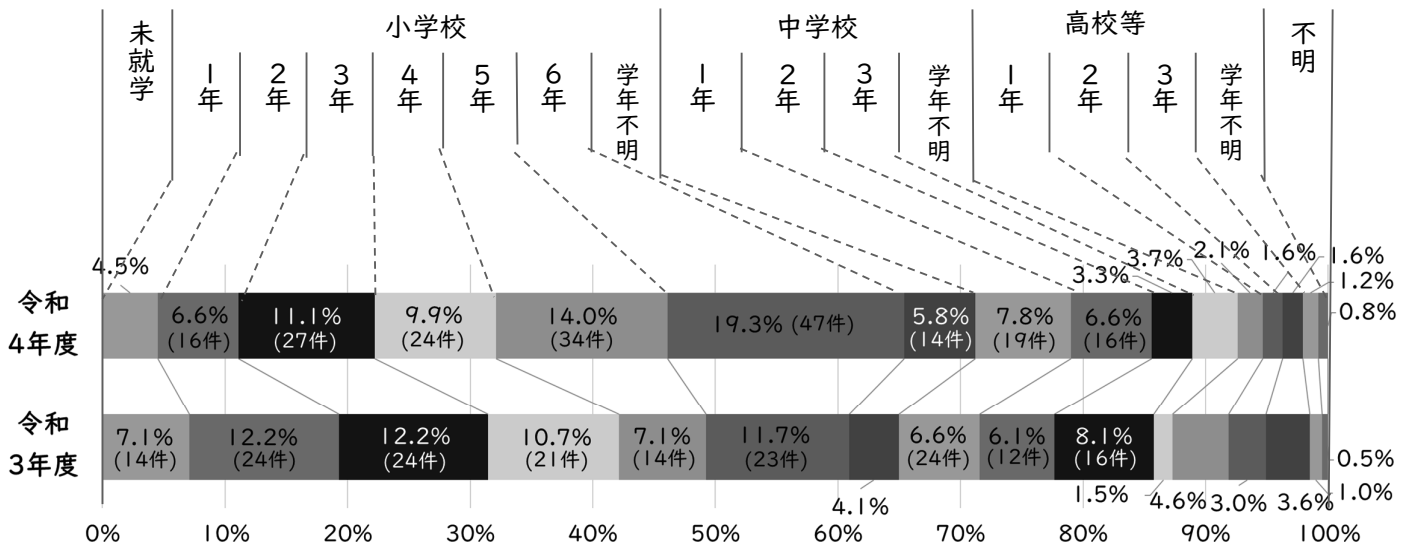 未就学
小学校
中学校
高校等
不明
1年
2年
3年
4年
5年
6年
学年不明
1年
2年
3年
学年不明
1年
2年
3年
学年不明
4.5%
3.3%
3.7%
2.1%
1.6%
1.6%
1.2%
0.8%
令和
4年度
6.6%
(16件)
11.1%
(27件)
9.9%
(24件)
14.0%
(34件)
19.3% (47件)
5.8%
(14件)
7.8%
(19件)
6.6%
(16件)
令和
3年度
7.1%
(14件)
12.2%
(24件)
12.2%
(24件)
10.7%
(21件)
7.1%
(14件)
11.7%
(23件)
6.6%
(24件)
6.1%
(12件)
8.1%
(16件)
0.5%
1.0%
4.1%
1.5%
4.6%
3.0%
3.6%
0%
10%
20%
30%
40%
50%
60%
70%
80%
90%
100%